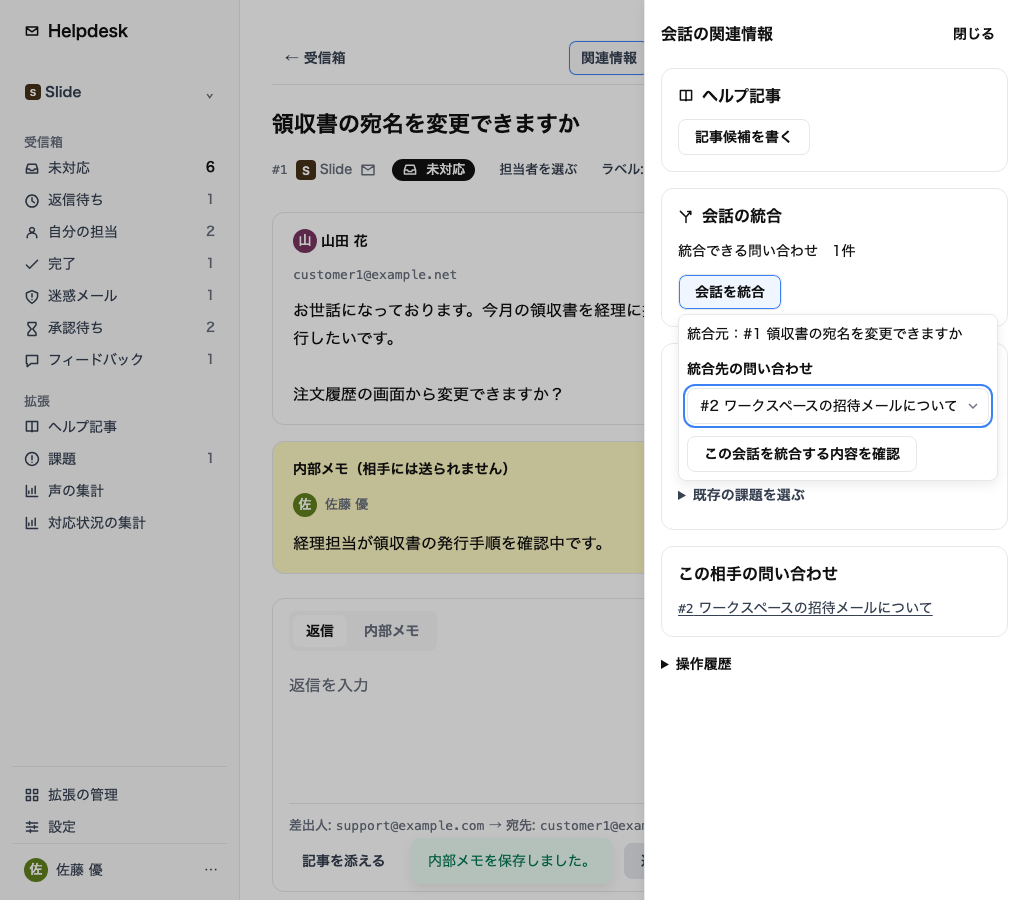 Helpdesk
S Slide
受信箱
未対応 6
返信待ち 1
自分の担当 2
完了 1
迷惑メール 1
承認待ち 2
フィードバック 1
拡張
ヘルプ記事
課題 1
声の集計
対応状況の集計
拡張の管理
設定
佐 佐藤 優 ...
← 受信箱
関連情報
領収書の宛名を変更できますか
#1 S Slide 未対応 担当者を選ぶ ラベル:
山 山田 花
customer1@example.net
お世話になっております。今月の領収書を経理に
行したいです。
注文履歴の画面から変更できますか？
内部メモ（相手には送られません）
佐 佐藤 優
経理担当が領収書の発行手順を確認中です。
返信 内部メモ
返信を入力
差出人: support@example.com → 宛先: customer1@exam
記事を添える
内部メモを保存しました。
会話の関連情報 閉じる
ヘルプ記事
記事候補を書く
会話の統合
統合できる問い合わせ 1件
会話を統合
統合元：#1 領収書の宛名を変更できますか
統合先の問い合わせ
#2 ワークスペースの招待メールについて
この会話を統合する内容を確認
▶ 既存の課題を選ぶ
この相手の問い合わせ
#2 ワークスペースの招待メールについて
▶ 操作履歴